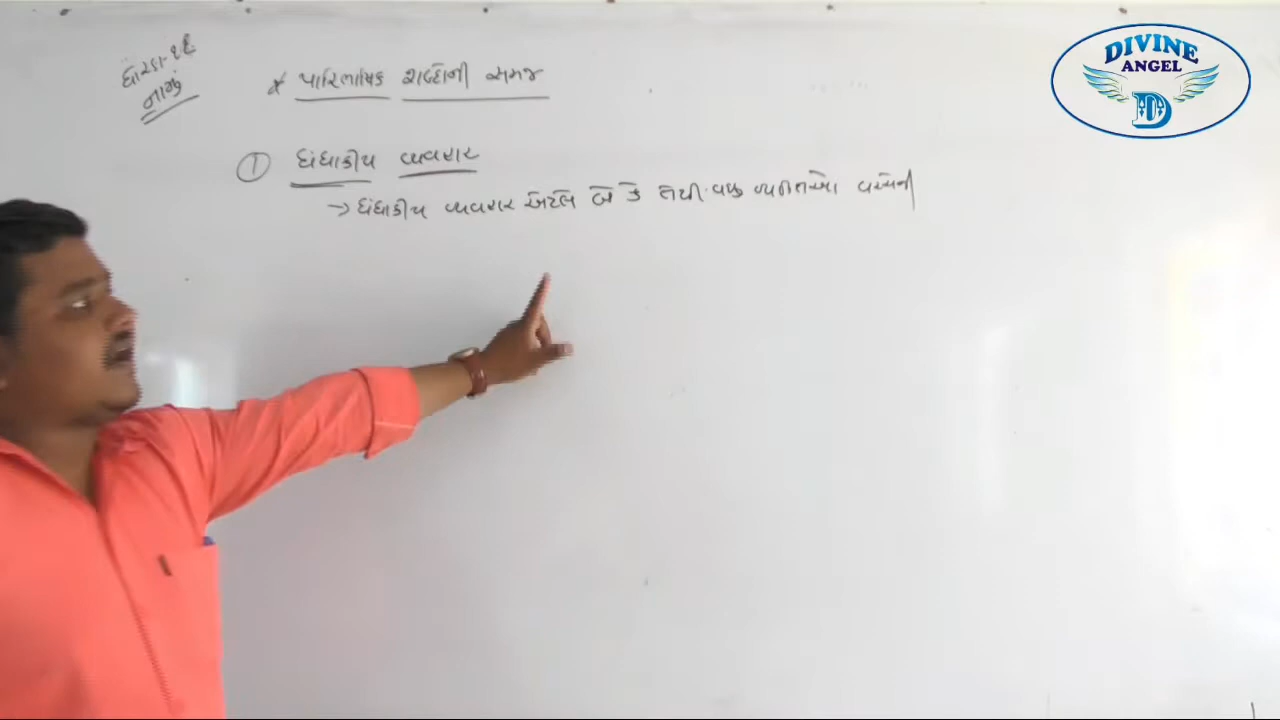 ધોરણ-૧૧
નામું
* પારિભાષિક શબ્દોની સમજ
① ધંધાકીય વ્યવહાર
→ ધંધાકીય વ્યવહાર એટલે બે કે તેથી વધુ વ્યક્તિઓ વચ્ચેની
DIVINE
ANGEL
D